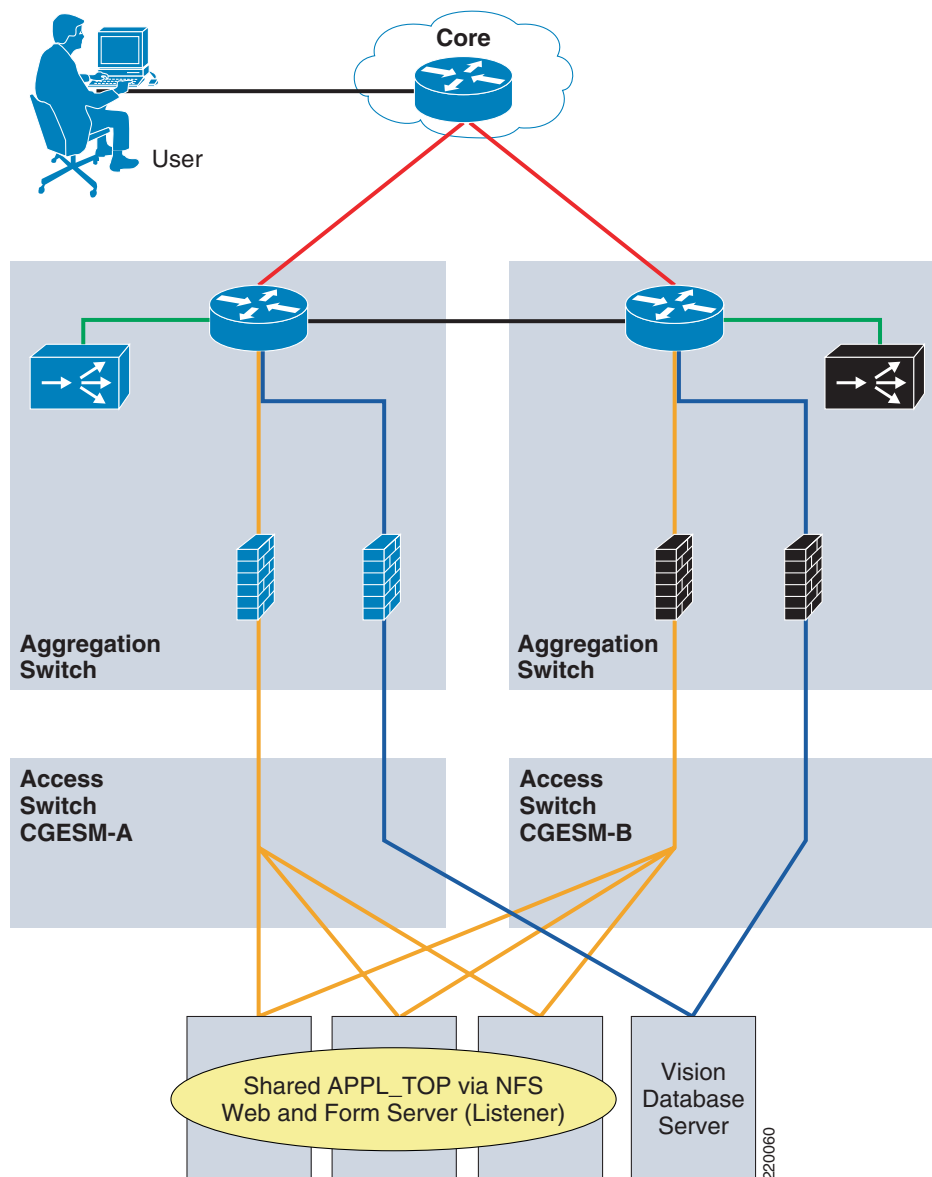 Core
User
Aggregation
Switch
Aggregation
Switch
Access
Switch
CGESM-A
Access
Switch
CGESM-B
Shared APPL_TOP via NFS
Web and Form Server (Listener)
Vision
Database
Server
220060